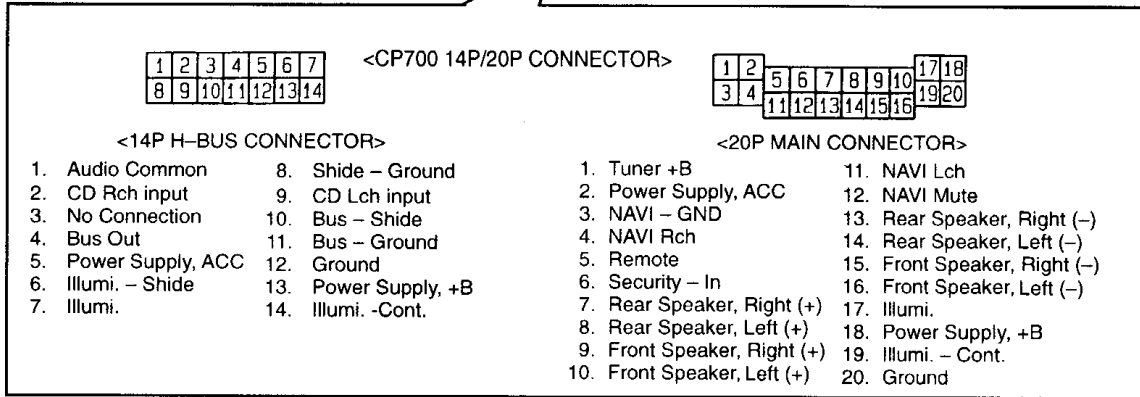 <CP700 14P/20P CONNECTOR>
1 2 3 4 5 6 7
8 9 10 11 12 13 14
<14P H–BUS CONNECTOR>
1. Audio Common
2. CD Rch input
3. No Connection
4. Bus Out
5. Power Supply, ACC
6. Illumi. – Shide
7. Illumi.
8. Shide – Ground
9. CD Lch input
10. Bus – Shide
11. Bus – Ground
12. Ground
13. Power Supply, +B
14. Illumi. -Cont.
1 2 5 6 7 8 9 10 17 18
3 4 11 12 13 14 15 16 19 20
<20P MAIN CONNECTOR>
1. Tuner +B
2. Power Supply, ACC
3. NAVI – GND
4. NAVI Rch
5. Remote
6. Security – In
7. Rear Speaker, Right (+)
8. Rear Speaker, Left (+)
9. Front Speaker, Right (+)
10. Front Speaker, Left (+)
11. NAVI Lch
12. NAVI Mute
13. Rear Speaker, Right (–)
14. Rear Speaker, Left (–)
15. Front Speaker, Right (–)
16. Front Speaker, Left (–)
17. Illumi.
18. Power Supply, +B
19. Illumi. – Cont.
20. Ground